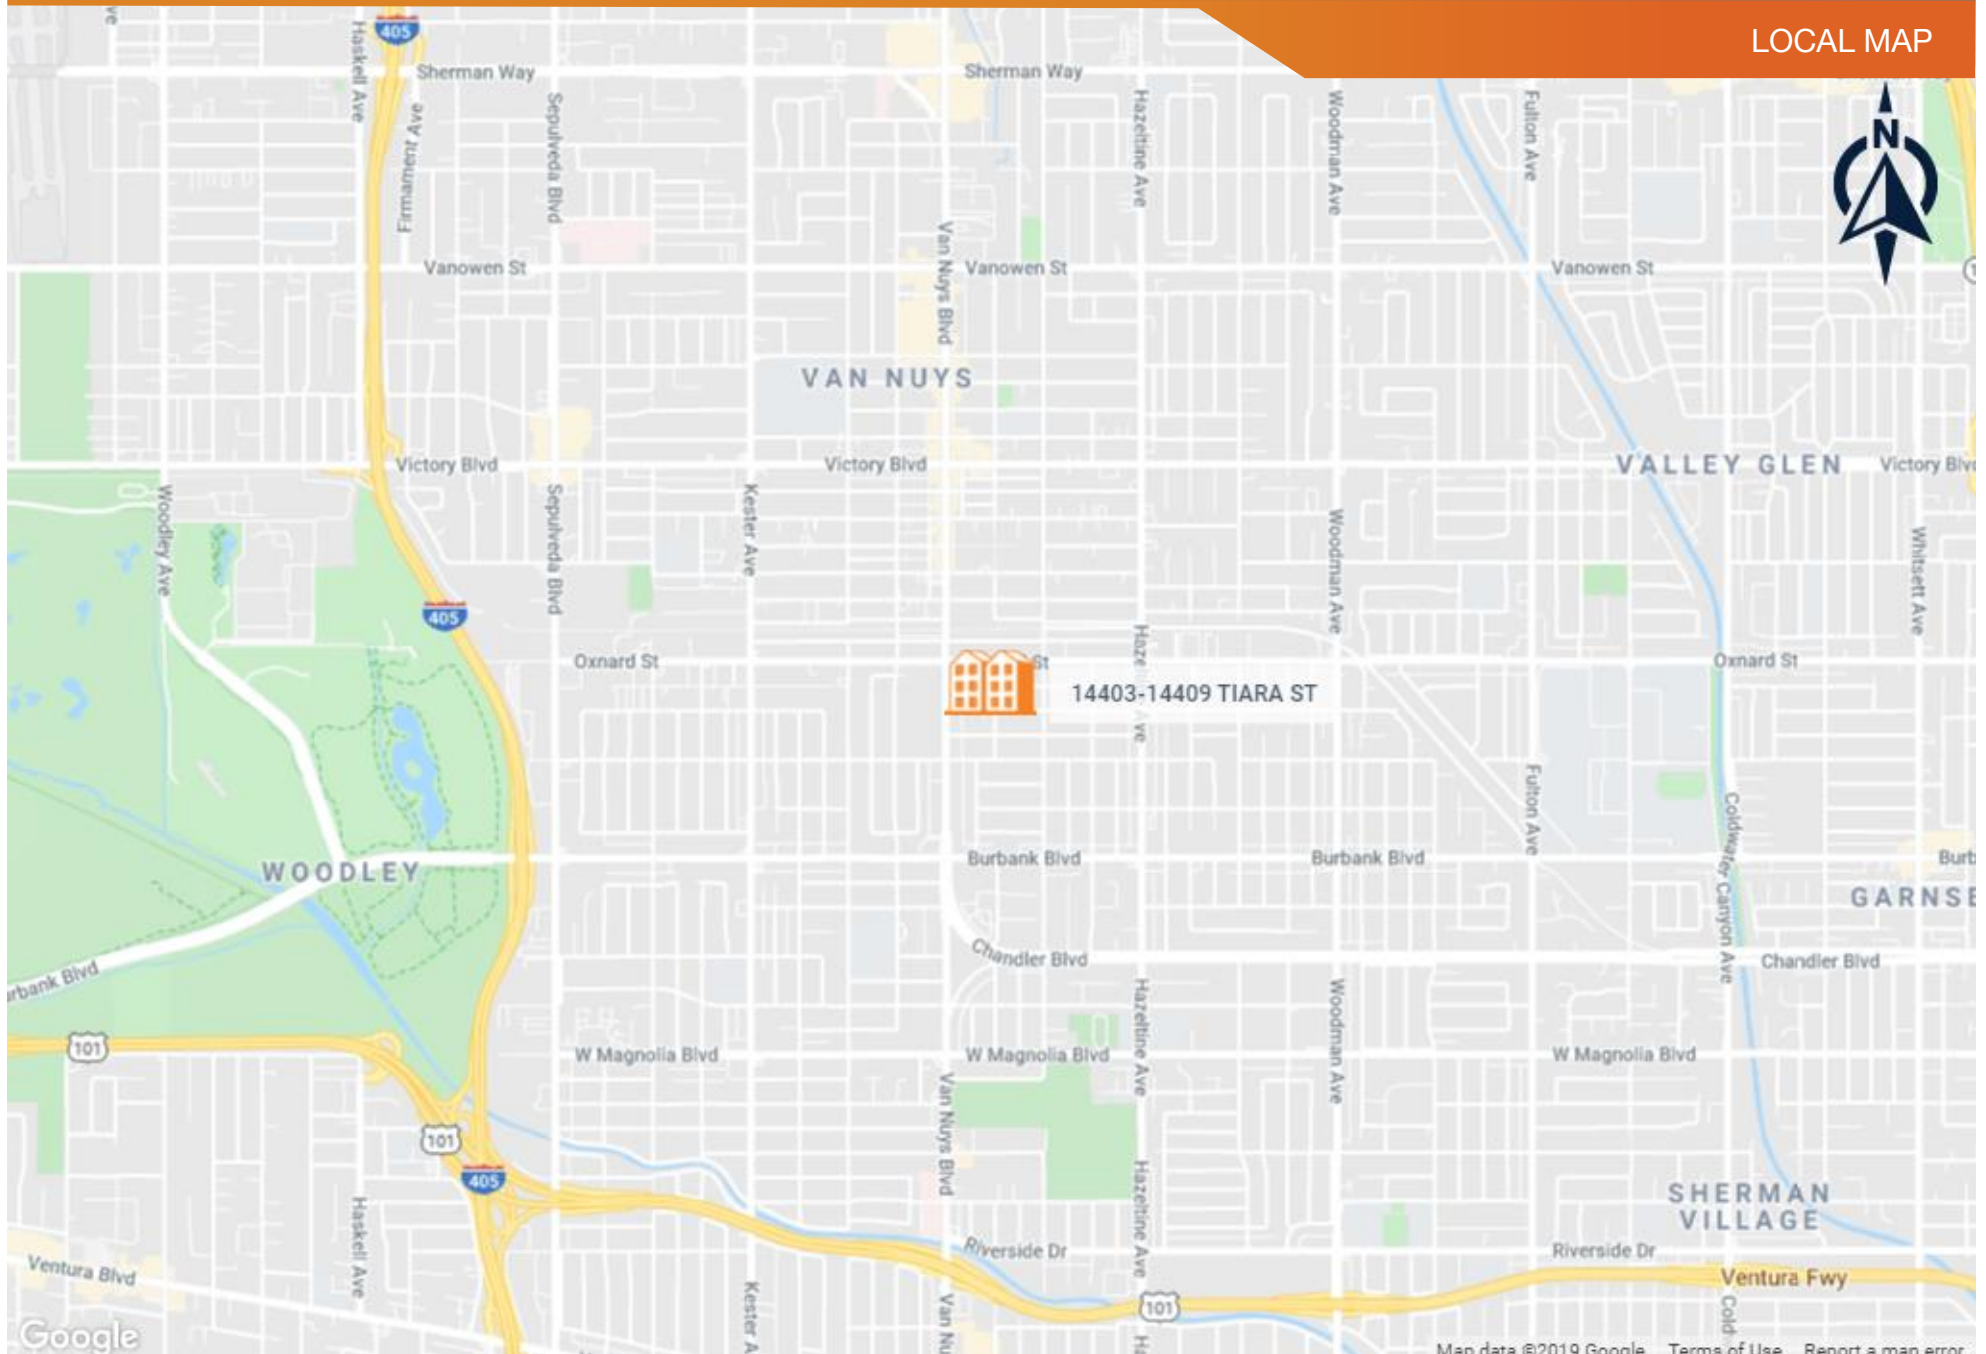 LOCAL MAP
405
Haskell Ave
Sherman Way
Sherman Way
Firmament Ave
Sepulveda Blvd
Hazeltine Ave
Woodman Ave
Fulton Ave
N
Vanowen St
Van Nuys Blvd
Vanowen St
Vanowen St
VAN NUYS
Victory Blvd
Victory Blvd
VALLEY GLEN
Victory Blvd
Woodley Ave
Sepulveda Blvd
Kester Ave
Woodman Ave
Whitsett Ave
405
Oxnard St
St
Oxnard St
14403-14409 TIARA ST
Fulton Ave
Coldwater Canyon Ave
WOODLEY
Burbank Blvd
Burbank Blvd
Burb
GARNSE
Chandler Blvd
Chandler Blvd
urbank Blvd
Hazeltine Ave
Woodman Ave
101
W Magnolia Blvd
W Magnolia Blvd
W Magnolia Blvd
Van Nuys Blvd
101
405
Haskell Ave
Hazeltine Ave
SHERMAN
VILLAGE
Riverside Dr
Riverside Dr
Ventura Blvd
Ventura Fwy
Kester A
Van Nu
101
Cold
Google
Map data ©2019 Google
Terms of Use
Report a map error